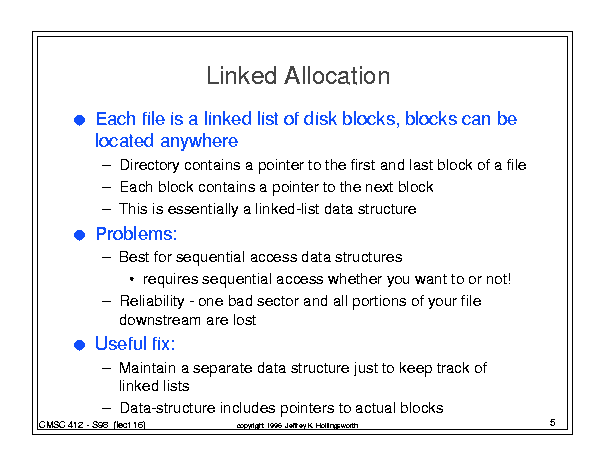 Linked Allocation
● Each file is a linked list of disk blocks, blocks can be
located anywhere
– Directory contains a pointer to the first and last block of a file
– Each block contains a pointer to the next block
– This is essentially a linked-list data structure
● Problems:
– Best for sequential access data structures
• requires sequential access whether you want to or not!
– Reliability - one bad sector and all portions of your file
downstream are lost
● Useful fix:
– Maintain a separate data structure just to keep track of
linked lists
– Data-structure includes pointers to actual blocks
CMSC 412 - S98 (lect 16)
copyright 1996 Jeffrey K. Hollingsworth
5